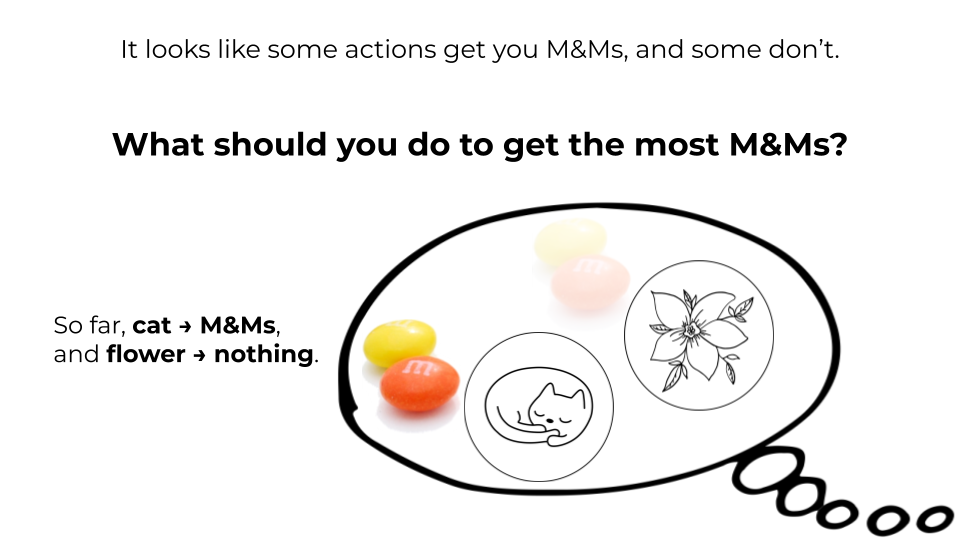 It looks like some actions get you M&Ms, and some don’t.
What should you do to get the most M&Ms?
So far, cat → M&Ms,
and flower → nothing.
m
m